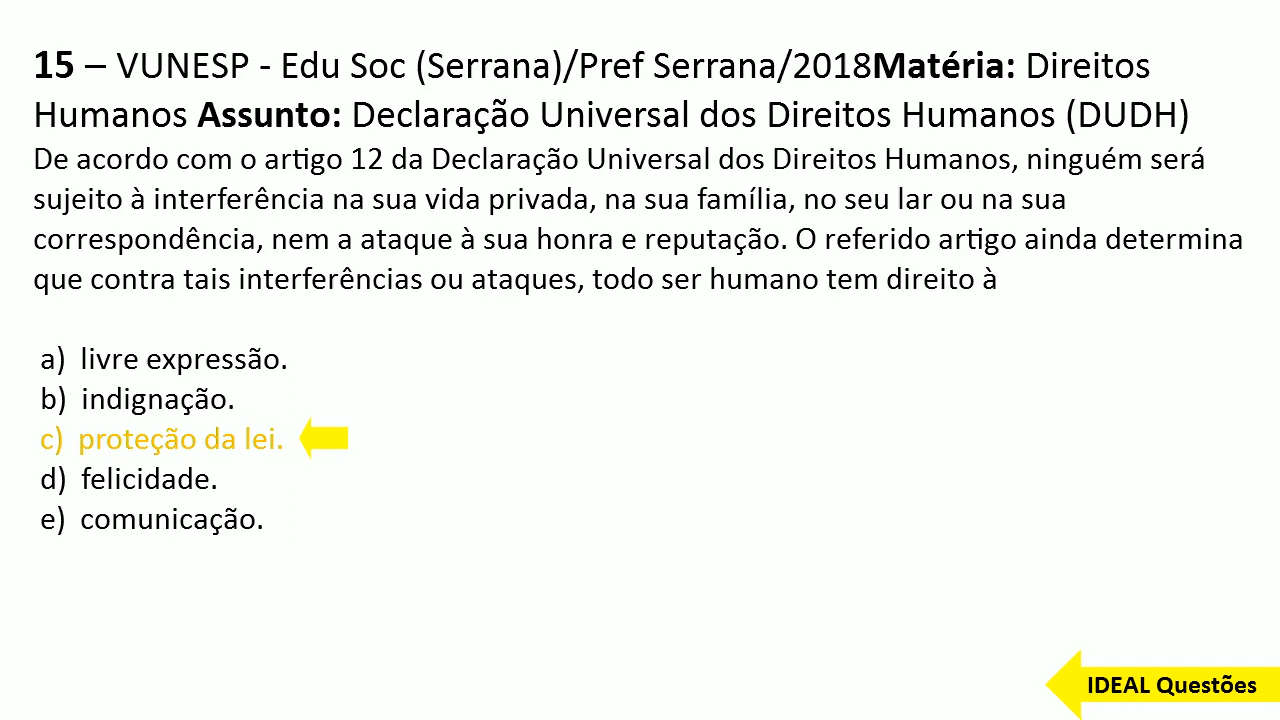 15 – VUNESP - Edu Soc (Serrana)/Pref Serrana/2018Matéria: Direitos
Humanos Assunto: Declaração Universal dos Direitos Humanos (DUDH)
De acordo com o artigo 12 da Declaração Universal dos Direitos Humanos, ninguém será
sujeito à interferência na sua vida privada, na sua família, no seu lar ou na sua
correspondência, nem a ataque à sua honra e reputação. O referido artigo ainda determina
que contra tais interferências ou ataques, todo ser humano tem direito à
a) livre expressão.
b) indignação.
c) proteção da lei.
d) felicidade.
e) comunicação.
IDEAL Questões